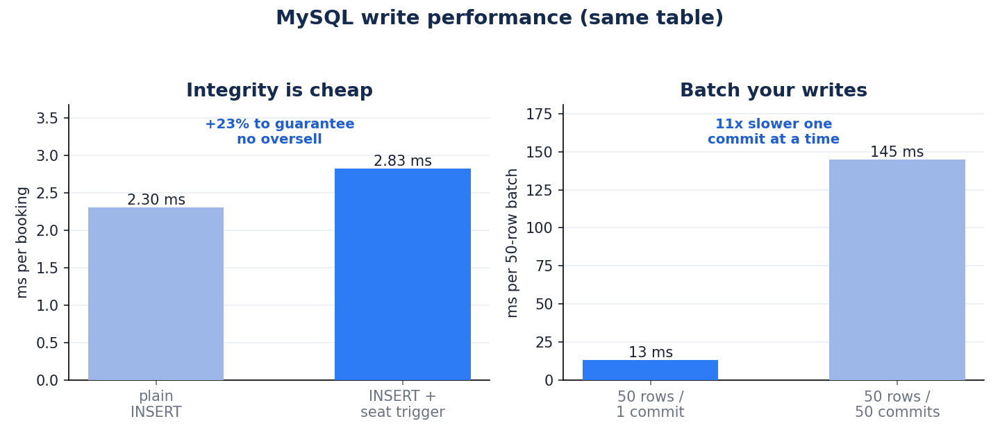 MySQL write performance (same table)
Integrity is cheap
+23% to guarantee
no oversell
ms per booking
3.5
3.0
2.5
2.0
1.5
1.0
0.5
0.0
2.30 ms
2.83 ms
plain
INSERT
INSERT +
seat trigger
Batch your writes
11x slower one
commit at a time
ms per 50-row batch
175
150
125
100
75
50
25
0
13 ms
145 ms
50 rows /
1 commit
50 rows /
50 commits